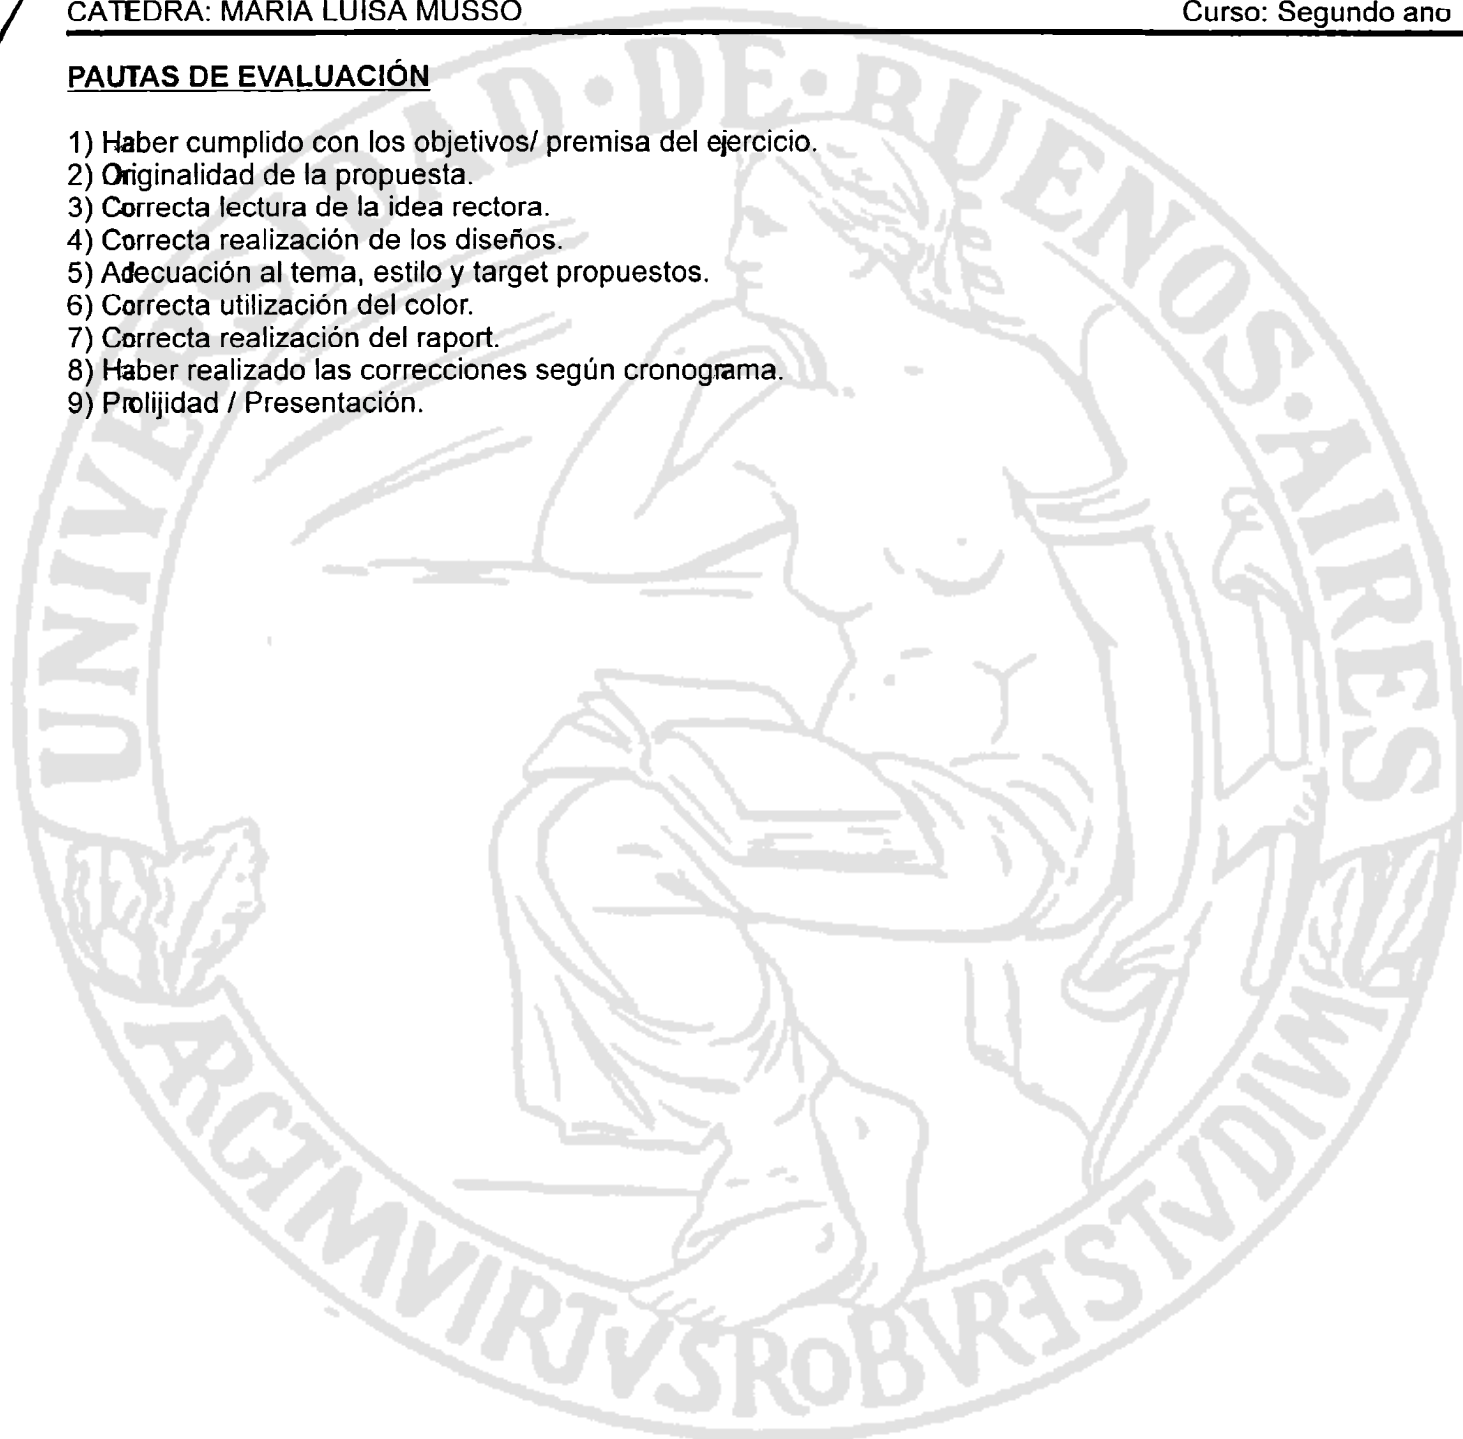 CATEDRA: MARIA LUISA MUSSO
Curso: Segundo ano
PAUTAS DE EVALUACIÓN
1) Haber cumplido con los objetivos/ premisa del ejercicio.
2) Originalidad de la propuesta.
3) Correcta lectura de la idea rectora.
4) Correcta realización de los diseños.
5) Adecuación al tema, estilo y target propuestos.
6) Correcta utilización del color.
7) Correcta realización del raport.
8) Haber realizado las correcciones según cronograma.
9) Prolijidad / Presentación.
UNIVERSIDAD·DE·BUENOS·AIRES
ARGTMVIRTVSROBVRETSTVDIVM